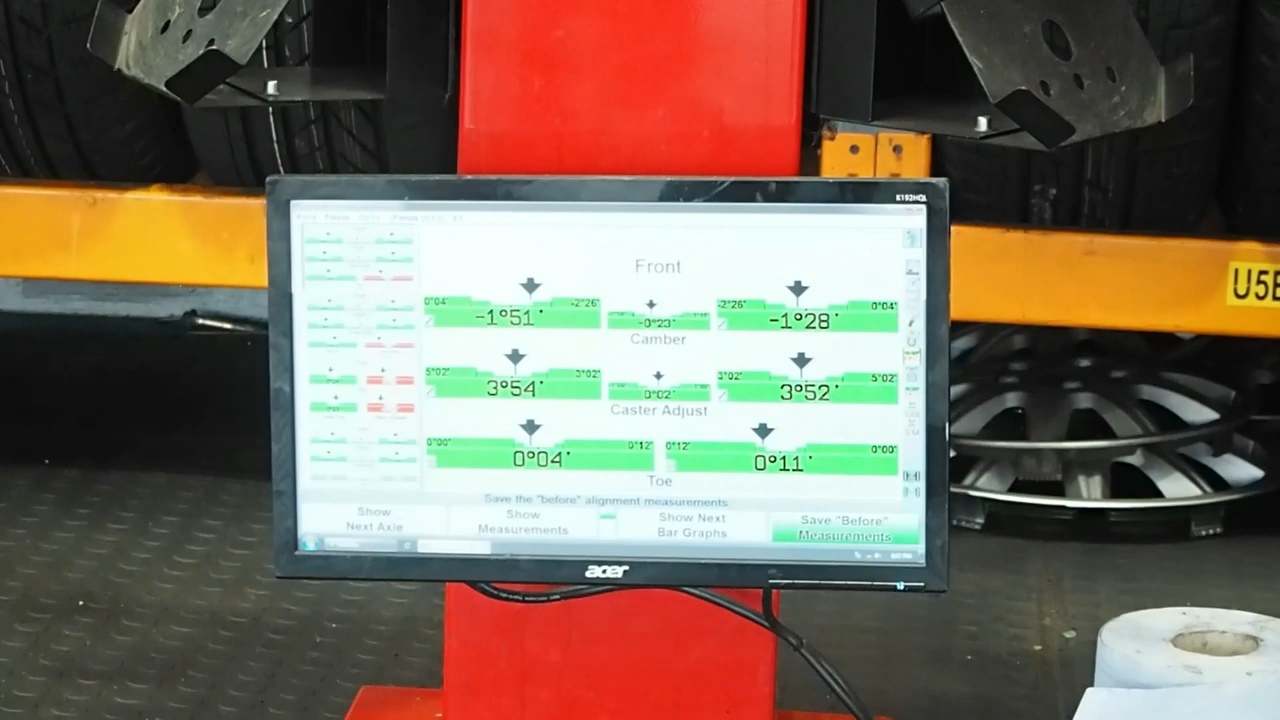 K192HQL
U5E
Front
0°04' -2°26' -2°26' 0°04'
-1°51' -0°23' -1°28'
Camber
5°02' 3°02' 3°02' 5°02'
3°54' 0°02' 3°52'
Caster Adjust
0°00' 0°12' 0°12' 0°00'
0°04' 0°11'
Toe
Save the "before" alignment measurements.
Show Next Axle
Show Measurements
Show Next Bar Graphs
Save "Before" Measurements
acer